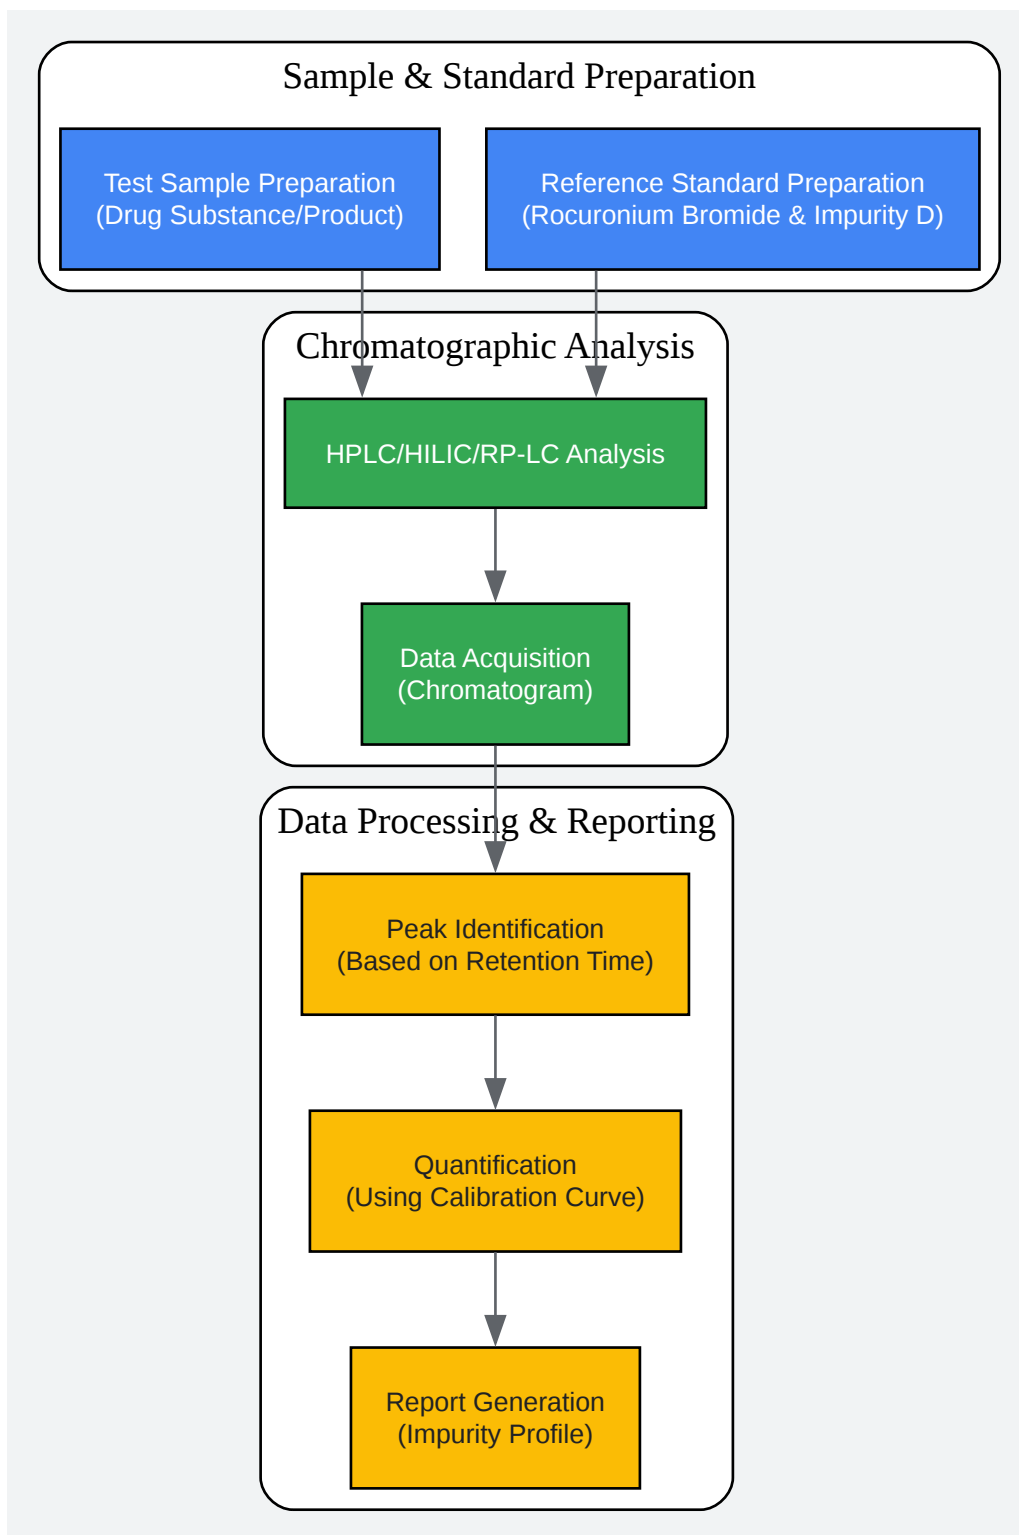 Sample & Standard Preparation
Test Sample Preparation
(Drug Substance/Product)
Reference Standard Preparation
(Rocuronium Bromide & Impurity D)
Chromatographic Analysis
HPLC/HILIC/RP-LC Analysis
Data Acquisition
(Chromatogram)
Data Processing & Reporting
Peak Identification
(Based on Retention Time)
Quantification
(Using Calibration Curve)
Report Generation
(Impurity Profile)